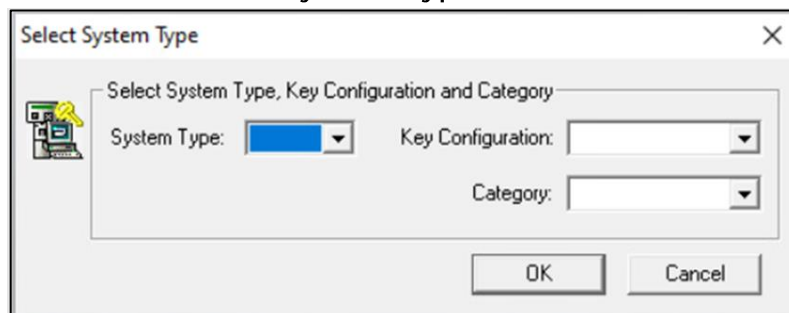 Select System Type
Select System Type, Key Configuration and Category
System Type:
Key Configuration:
Category:
OK
Cancel